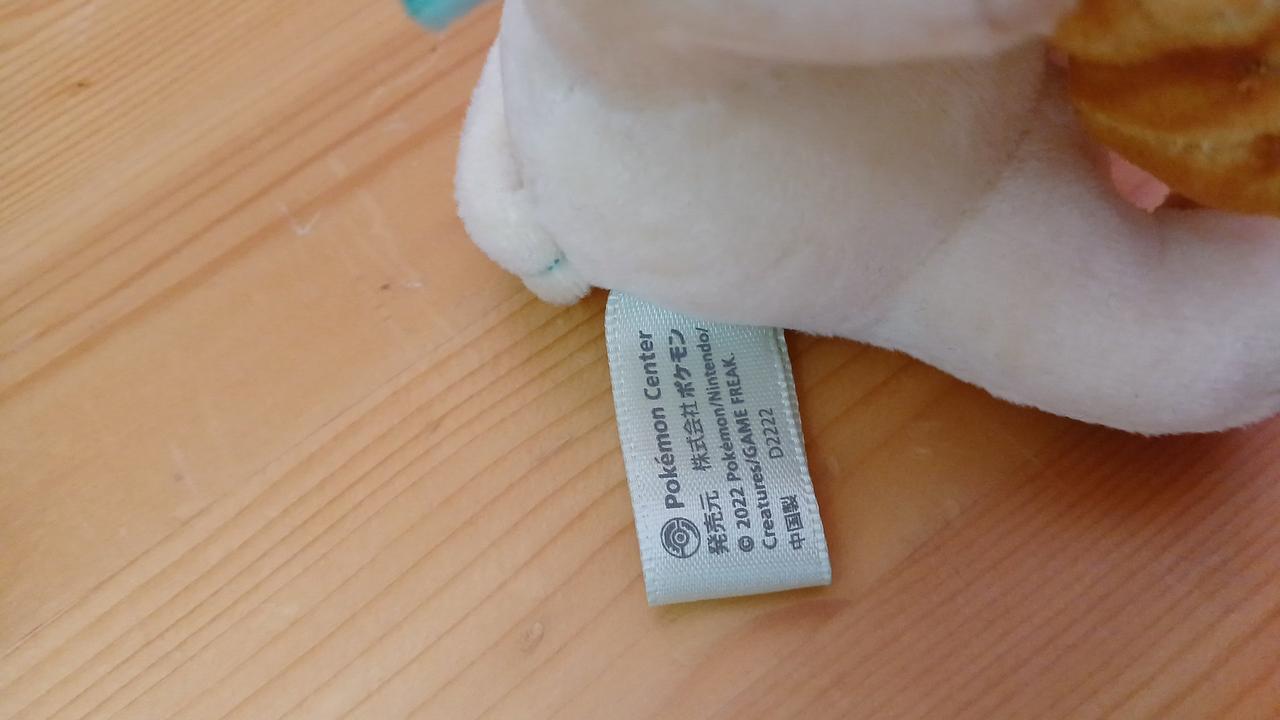 Pokémon Center
発売元 株式会社ポケモン
© 2022 Pokémon/Nintendo/
Creatures/GAME FREAK.
中国製 D2222